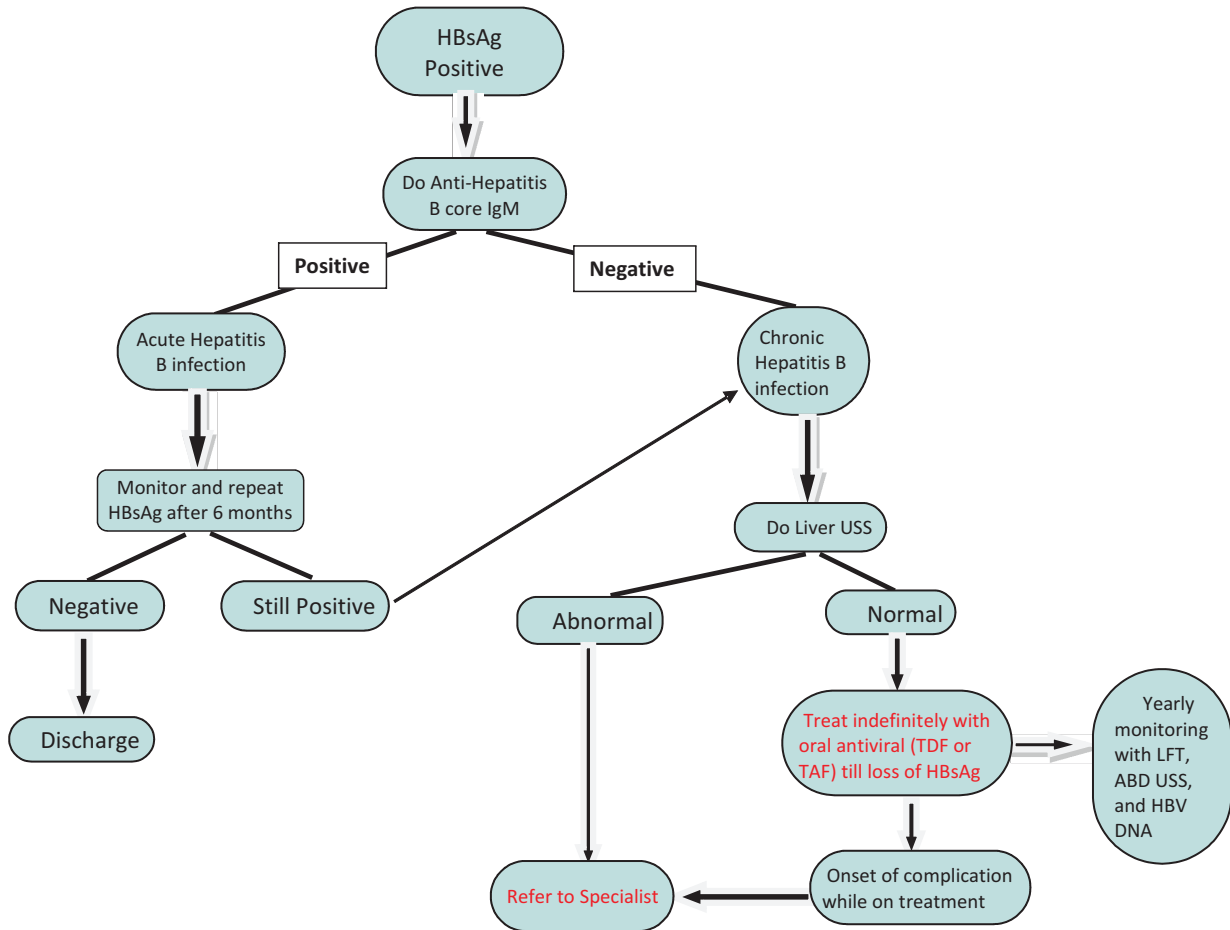 HBsAg
Positive
Do Anti-Hepatitis
B core IgM
Positive
Negative
Acute Hepatitis
B infection
Chronic
Hepatitis B
infection
Monitor and repeat
HBsAg after 6 months
Do Liver USS
Negative
Still Positive
Abnormal
Normal
Discharge
Treat indefinitely with
oral antiviral (TDF or
TAF) till loss of HBsAg
Yearly
monitoring
with LFT,
ABD USS,
and HBV
DNA
Refer to Specialist
Onset of complication
while on treatment